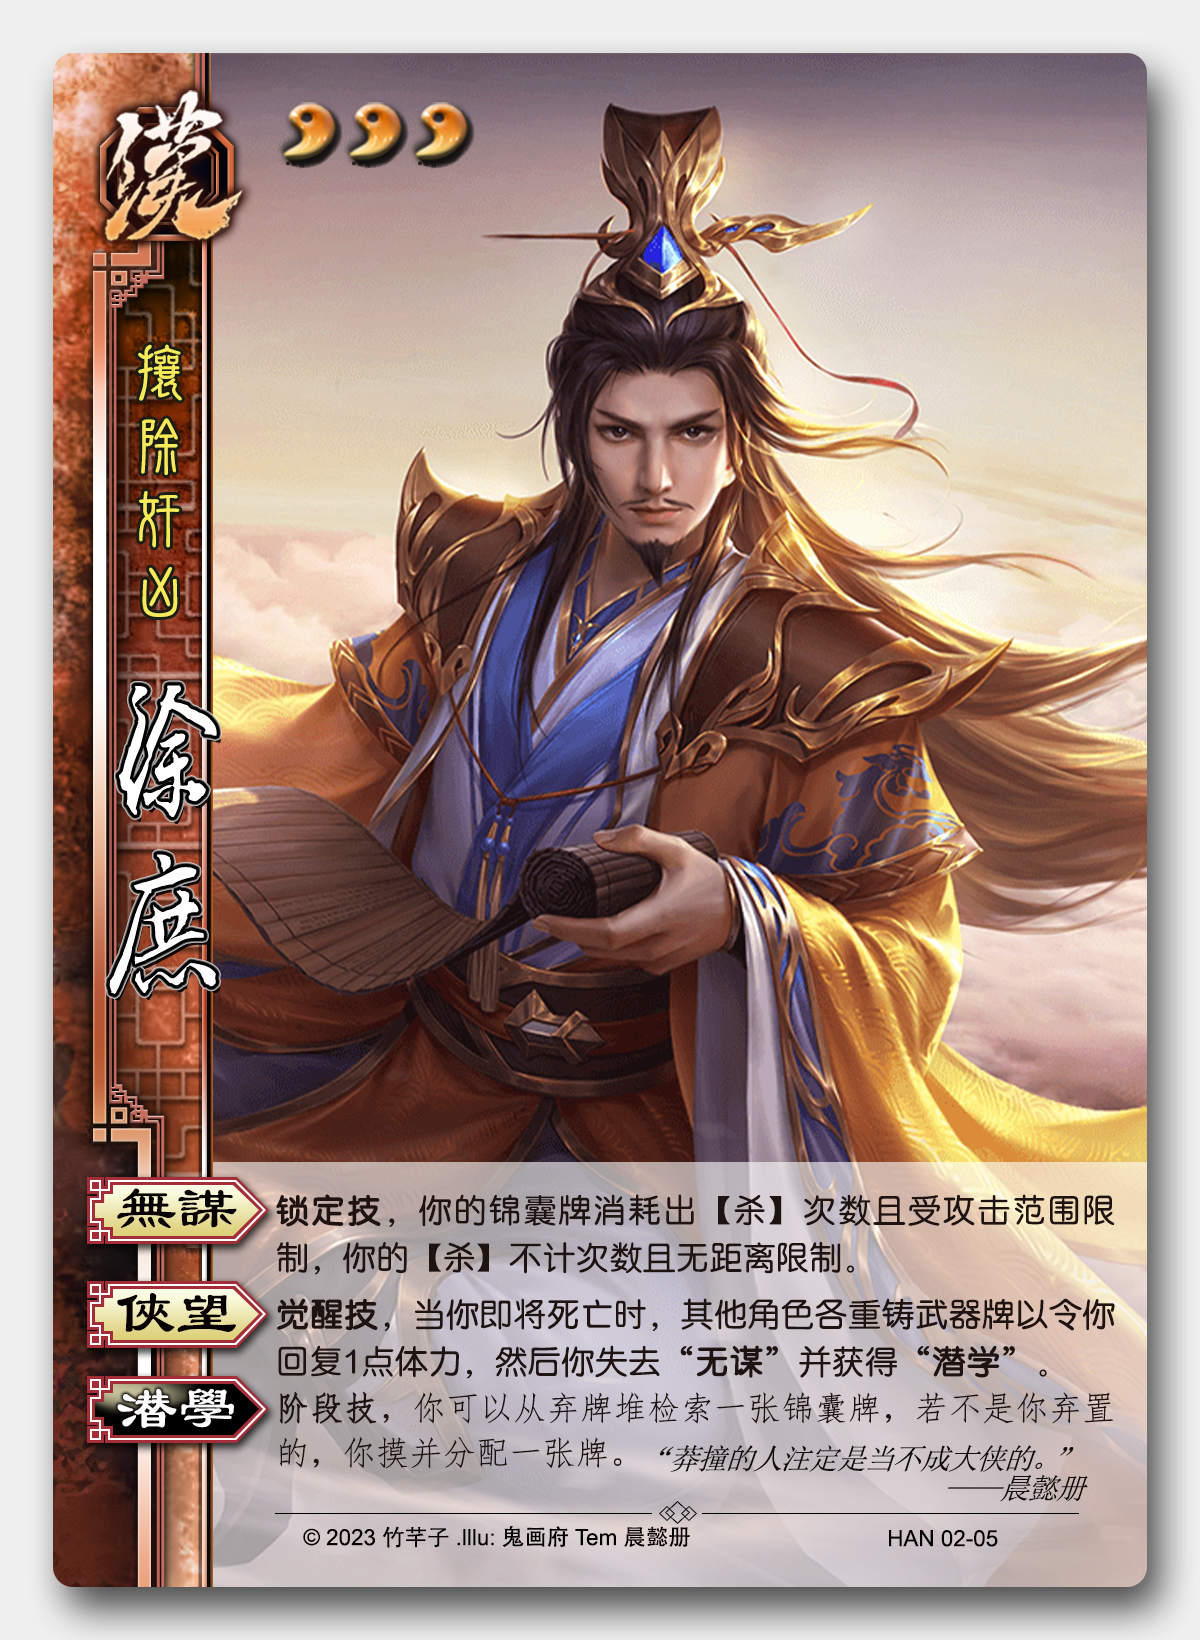 漢
攘除奸凶
徐庶
無謀
锁定技，你的锦囊牌消耗出【杀】次数且受攻击范围限
制，你的【杀】不计次数且无距离限制。
俠望
觉醒技，当你即将死亡时，其他角色各重铸武器牌以令你
回复1点体力，然后你失去“无谋”并获得“潜学”。
潜學
阶段技，你可以从弃牌堆检索一张锦囊牌，若不是你弃置
的，你摸并分配一张牌。 “莽撞的人注定是当不成大侠的。”
——晨懿册
© 2023 竹芊子 .Illu: 鬼画府 Tem 晨懿册 HAN 02-05